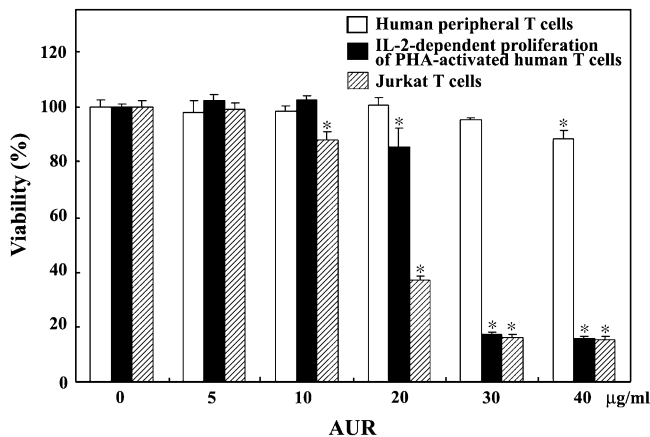 Human peripheral T cells
IL-2-dependent proliferation
of PHA-activated human T cells
Jurkat T cells
Viability (%)
120
100
80
60
40
20
0
* * * * * * * * *
0 5 10 20 30 40 µg/ml
AUR